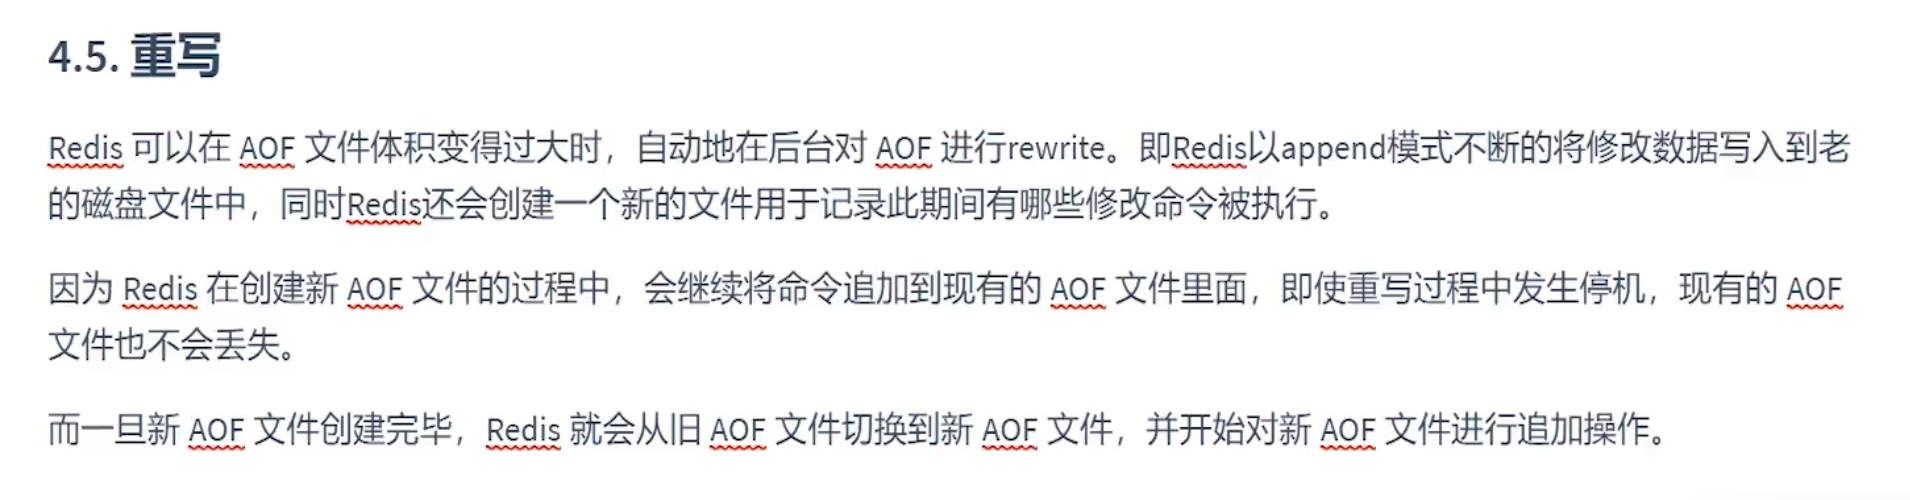 4.5. 重写
Redis 可以在 AOF 文件体积变得过大时，自动地在后台对 AOF 进行rewrite。即Redis以append模式不断的将修改数据写入到老
的磁盘文件中，同时Redis还会创建一个新的文件用于记录此期间有哪些修改命令被执行。
因为 Redis 在创建新 AOF 文件的过程中，会继续将命令追加到现有的 AOF 文件里面，即使重写过程中发生停机，现有的 AOF
文件也不会丢失。
而一旦新 AOF 文件创建完毕，Redis 就会从旧 AOF 文件切换到新 AOF 文件，并开始对新 AOF 文件进行追加操作。